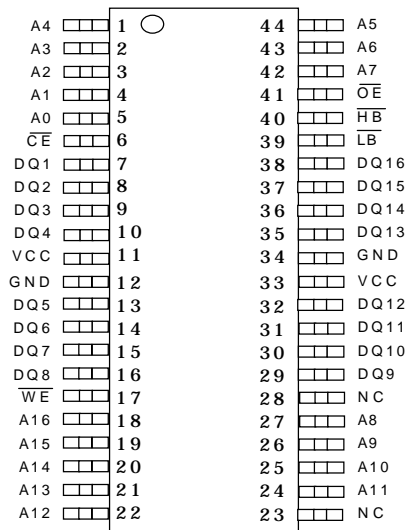 A4 1 44 A5
A3 2 43 A6
A2 3 42 A7
A1 4 41 OE
A0 5 40 HB
CE 6 39 LB
DQ1 7 38 DQ16
DQ2 8 37 DQ15
DQ3 9 36 DQ14
DQ4 10 35 DQ13
VCC 11 34 GND
GND 12 33 VCC
DQ5 13 32 DQ12
DQ6 14 31 DQ11
DQ7 15 30 DQ10
DQ8 16 29 DQ9
WE 17 28 NC
A16 18 27 A8
A15 19 26 A9
A14 20 25 A10
A13 21 24 A11
A12 22 23 NC